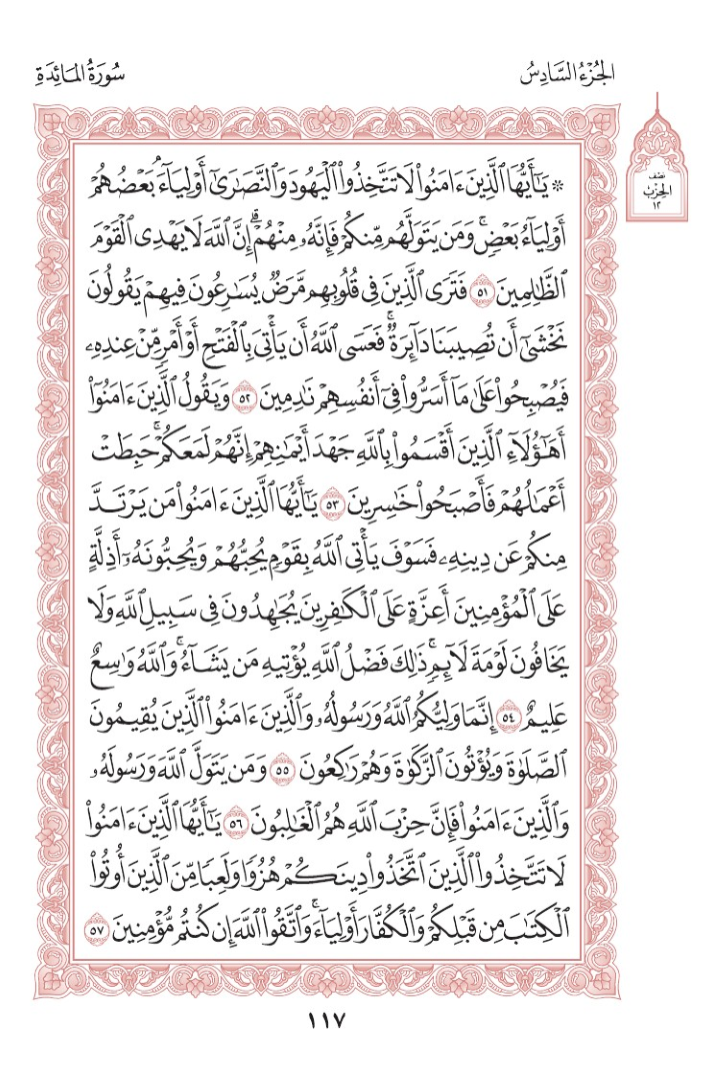 الجُزْءُ السَّادِسُ
سُورَةُ المَائِدَةِ
نصف
الحِزْب
١٢
۞ يَٰٓأَيُّهَا ٱلَّذِينَ ءَامَنُواْ لَا تَتَّخِذُواْ ٱلۡيَهُودَ وَٱلنَّصَٰرَىٰٓ أَوۡلِيَآءَۘ بَعۡضُهُمۡ
أَوۡلِيَآءُ بَعۡضٖۚ وَمَن يَتَوَلَّهُم مِّنكُمۡ فَإِنَّهُۥ مِنۡهُمۡۗ إِنَّ ٱللَّهَ لَا يَهۡدِي ٱلۡقَوۡمَ
ٱلظَّٰلِمِينَ ٥١ فَتَرَى ٱلَّذِينَ فِي قُلُوبِهِم مَّرَضٞ يُسَٰرِعُونَ فِيهِمۡ يَقُولُونَ
نَخۡشَىٰٓ أَن تُصِيبَنَا دَآئِرَةٞۚ فَعَسَى ٱللَّهُ أَن يَأۡتِيَ بِٱلۡفَتۡحِ أَوۡ أَمۡرٖ مِّنۡ عِندِهِۦ
فَيُصۡبِحُواْ عَلَىٰ مَآ أَسَرُّواْ فِيٓ أَنفُسِهِمۡ نَٰدِمِينَ ٥٢ وَيَقُولُ ٱلَّذِينَ ءَامَنُوٓاْ
أَهَٰٓؤُلَآءِ ٱلَّذِينَ أَقۡسَمُواْ بِٱللَّهِ جَهۡدَ أَيۡمَٰنِهِمۡ إِنَّهُمۡ لَمَعَكُمۡۚ حَبِطَتۡ
أَعۡمَٰلُهُمۡ فَأَصۡبَحُواْ خَٰسِرِينَ ٥٣ يَٰٓأَيُّهَا ٱلَّذِينَ ءَامَنُواْ مَن يَرۡتَدَّ
مِنكُمۡ عَن دِينِهِۦ فَسَوۡفَ يَأۡتِي ٱللَّهُ بِقَوۡمٖ يُحِبُّهُمۡ وَيُحِبُّونَهُۥٓ أَذِلَّةٍ
عَلَى ٱلۡمُؤۡمِنِينَ أَعِزَّةٍ عَلَى ٱلۡكَٰفِرِينَ يُجَٰهِدُونَ فِي سَبِيلِ ٱللَّهِ وَلَا
يَخَافُونَ لَوۡمَةَ لَآئِمٖۚ ذَٰلِكَ فَضۡلُ ٱللَّهِ يُؤۡتِيهِ مَن يَشَآءُۚ وَٱللَّهُ وَٰسِعٌ
عَلِيمٌ ٥٤ إِنَّمَا وَلِيُّكُمُ ٱللَّهُ وَرَسُولُهُۥ وَٱلَّذِينَ ءَامَنُواْ ٱلَّذِينَ يُقِيمُونَ
ٱلصَّلَوٰةَ وَيُؤۡتُونَ ٱلزَّكَوٰةَ وَهُمۡ رَٰكِعُونَ ٥٥ وَمَن يَتَوَلَّ ٱللَّهَ وَرَسُولَهُۥ
وَٱلَّذِينَ ءَامَنُواْ فَإِنَّ حِزۡبَ ٱللَّهِ هُمُ ٱلۡغَٰلِبُونَ ٥٦ يَٰٓأَيُّهَا ٱلَّذِينَ ءَامَنُواْ
لَا تَتَّخِذُواْ ٱلَّذِينَ ٱتَّخَذُواْ دِينَكُمۡ هُزُوٗا وَلَعِبٗا مِّنَ ٱلَّذِينَ أُوتُواْ
ٱلۡكِتَٰبَ مِن قَبۡلِكُمۡ وَٱلۡكُفَّارَ أَوۡلِيَآءَۚ وَٱتَّقُواْ ٱللَّهَ إِن كُنتُم مُّؤۡمِنِينَ ٥٧
١١٧